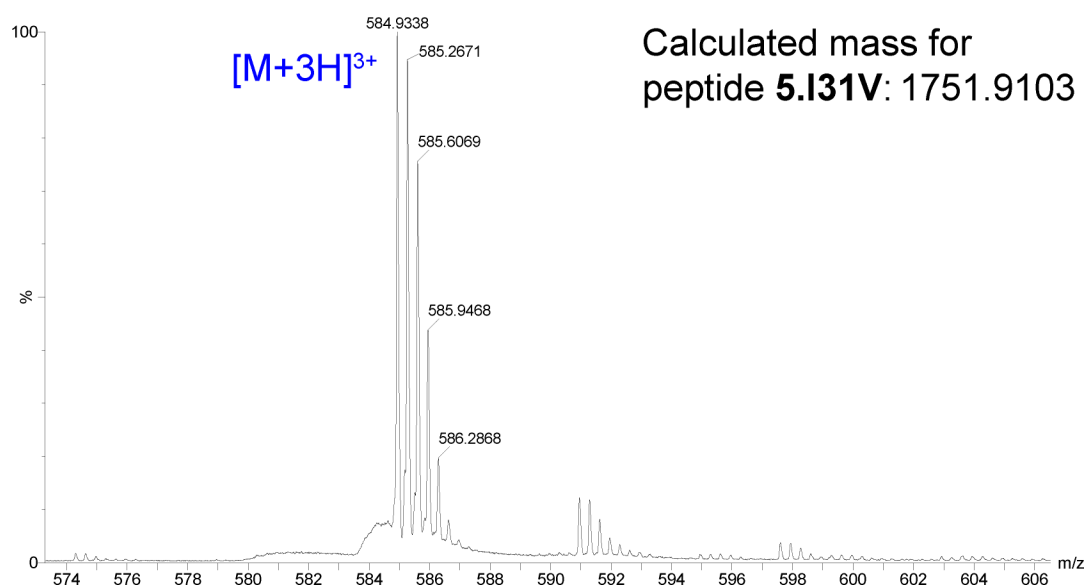 584.9338
100
[M+3H]3+
585.2671
Calculated mass for
peptide 5.I31V: 1751.9103
585.6069
%
585.9468
586.2868
0
574 576 578 580 582 584 586 588 590 592 594 596 598 600 602 604 606
m/z